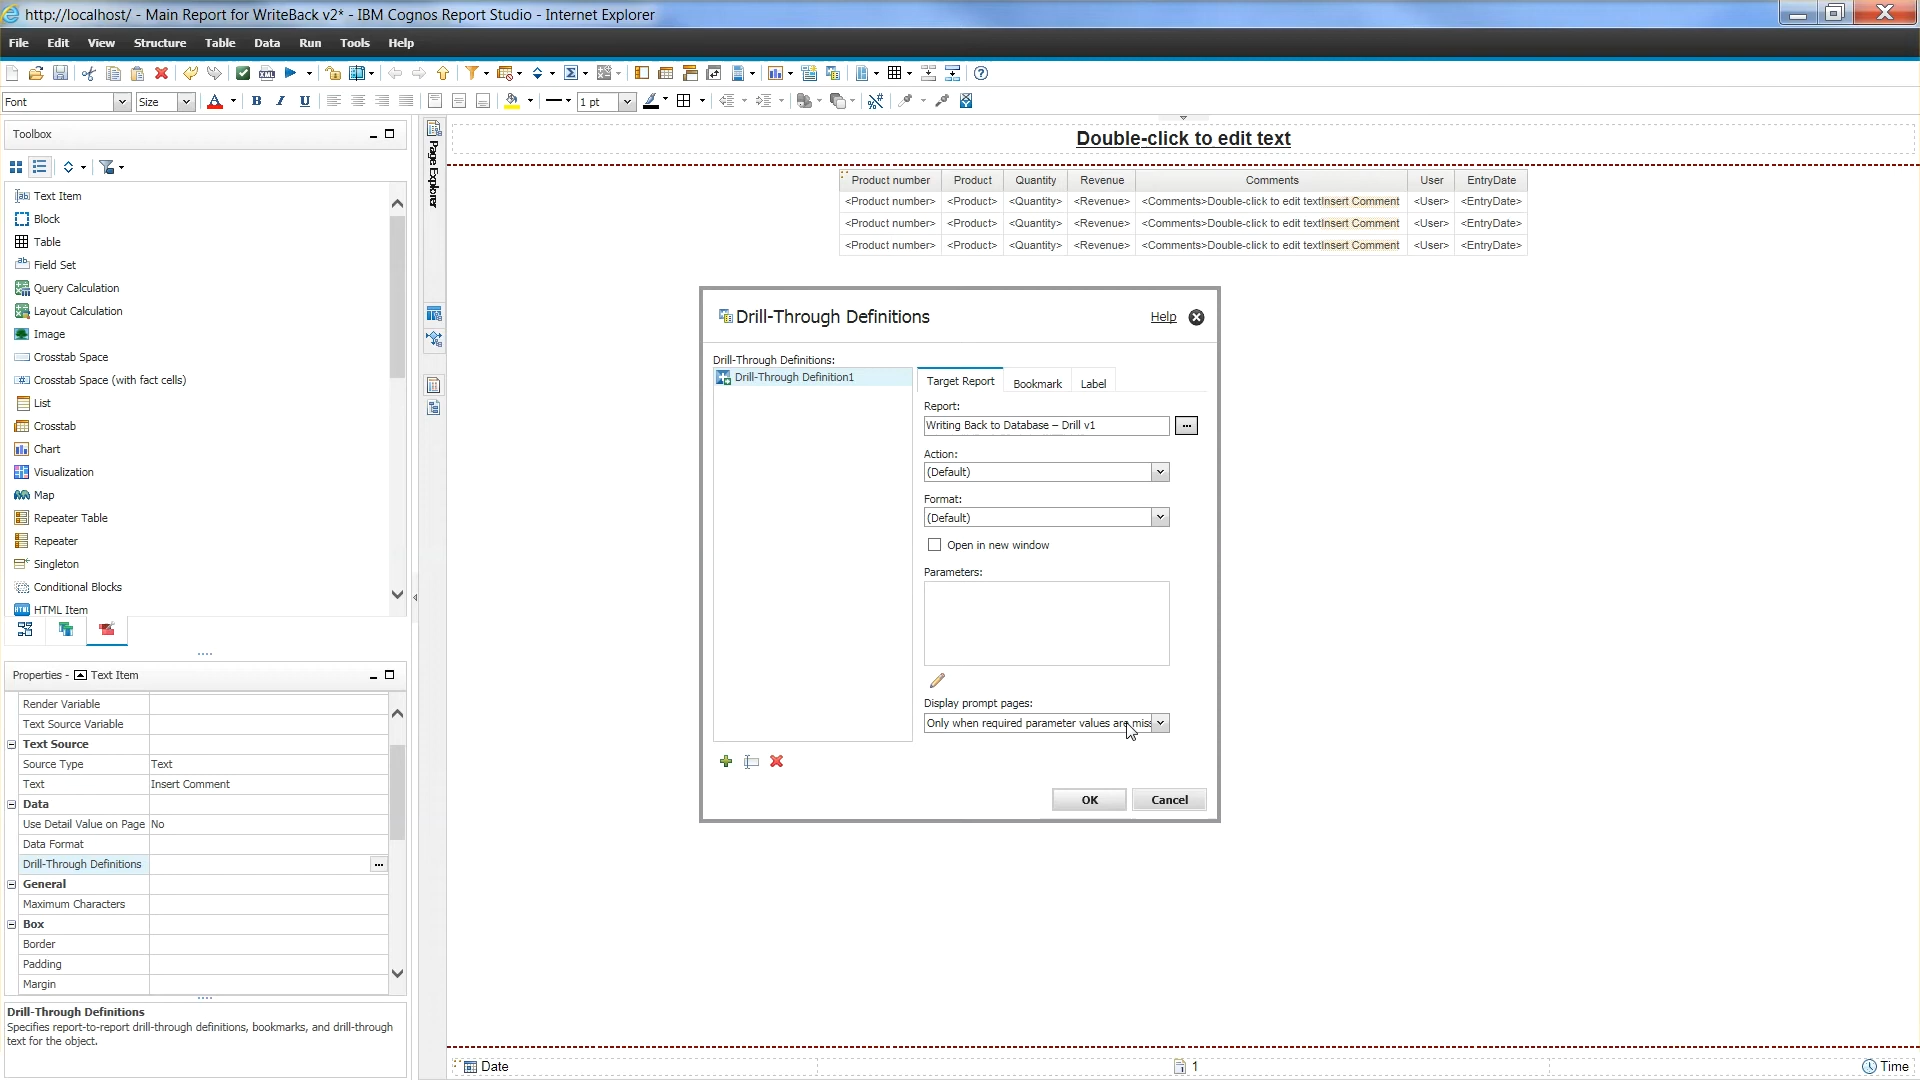 http://localhost/ - Main Report for WriteBack v2* - IBM Cognos Report Studio - Internet Explorer
File Edit View Structure Table Data Run Tools Help
Font Size B I U 1 pt
Toolbox
Text Item
Block
Table
Field Set
Query Calculation
Layout Calculation
Image
Crosstab Space
Crosstab Space (with fact cells)
List
Crosstab
Chart
Visualization
Map
Repeater Table
Repeater
Singleton
Conditional Blocks
HTML Item
Properties - Text Item
Render Variable
Text Source Variable
Text Source
Source Type Text
Text Insert Comment
Data
Use Detail Value on Page No
Data Format
Drill-Through Definitions ...
General
Maximum Characters
Box
Border
Padding
Margin
Drill-Through Definitions
Specifies report-to-report drill-through definitions, bookmarks, and drill-through
text for the object.
Page Explorer
Double-click to edit text
Product number Product Quantity Revenue Comments User EntryDate
<Product number> <Product> <Quantity> <Revenue> <Comments>Double-click to edit textInsert Comment <User> <EntryDate>
<Product number> <Product> <Quantity> <Revenue> <Comments>Double-click to edit textInsert Comment <User> <EntryDate>
<Product number> <Product> <Quantity> <Revenue> <Comments>Double-click to edit textInsert Comment <User> <EntryDate>
Drill-Through Definitions Help
Drill-Through Definitions:
Drill-Through Definition1
Target Report Bookmark Label
Report:
Writing Back to Database – Drill v1 ...
Action:
(Default)
Format:
(Default)
Open in new window
Parameters:
Display prompt pages:
Only when required parameter values are miss
OK Cancel
Date 1 Time